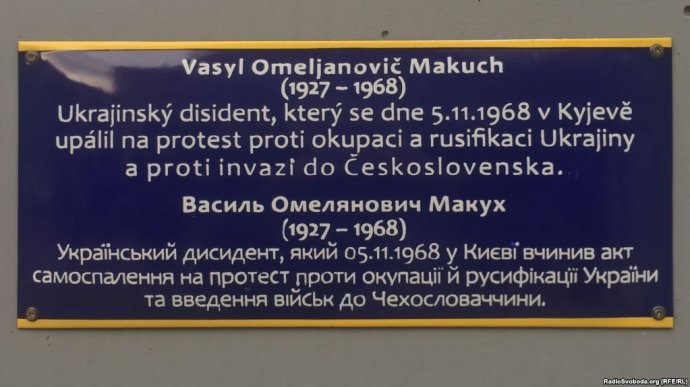 Vasyl Omeljanovič Makuch
(1927 – 1968)
Ukrajinský disident, který se dne 5.11.1968 v Kyjevě
upálil na protest proti okupaci a rusifikaci Ukrajiny
a proti invazi do Československa.
Василь Омелянович Макух
(1927 – 1968)
Український дисидент, який 05.11.1968 у Києві вчинив акт
самоспалення на протест проти окупації й русифікації України
та введення військ до Чехословаччини.
RadioSvoboda.org (RFE/RL)